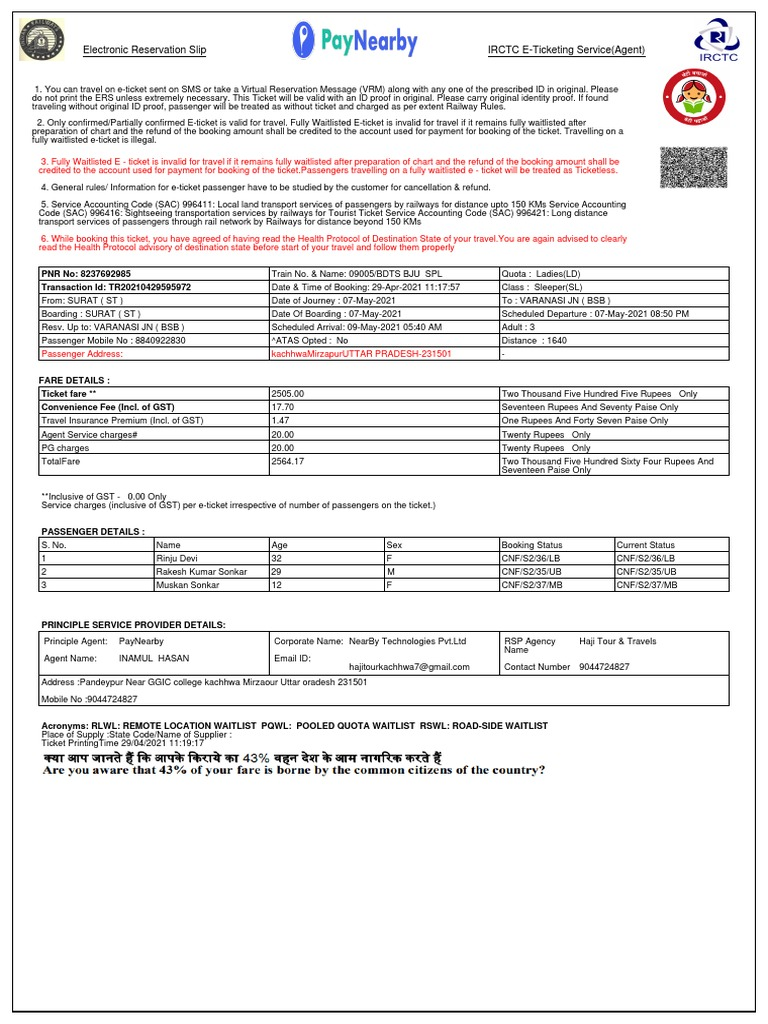 Electronic Reservation Slip
PayNearby
IRCTC E-Ticketing Service(Agent)
IRCTC
1. You can travel on e-ticket sent on SMS or take a Virtual Reservation Message (VRM) along with any one of the prescribed ID in original. Please
do not print the ERS unless extremely necessary. This Ticket will be valid with an ID proof in original. Please carry original identity proof. If found
traveling without original ID proof, passenger will be treated as without ticket and charged as per extent Railway Rules.
2. Only confirmed/Partially confirmed E-ticket is valid for travel. Fully Waitlisted E-ticket is invalid for travel if it remains fully waitlisted after
preparation of chart and the refund of the booking amount shall be credited to the account used for payment for booking of the ticket. Travelling on a
fully waitlisted e-ticket is illegal.
बेटी बचाओ
बेटी पढ़ाओ
3. Fully Waitlisted E - ticket is invalid for travel if it remains fully waitlisted after preparation of chart and the refund of the booking amount shall be
credited to the account used for payment for booking of the ticket.Passengers travelling on a fully waitlisted e - ticket will be treated as Ticketless.
4. General rules/ Information for e-ticket passenger have to be studied by the customer for cancellation & refund.
5. Service Accounting Code (SAC) 996411: Local land transport services of passengers by railways for distance upto 150 KMs Service Accounting
Code (SAC) 996416: Sightseeing transportation services by railways for Tourist Ticket Service Accounting Code (SAC) 996421: Long distance
transport services of passengers through rail network by Railways for distance beyond 150 KMs
6. While booking this ticket, you have agreed of having read the Health Protocol of Destination State of your travel.You are again advised to clearly
read the Health Protocol advisory of destination state before start of your travel and follow them properly
PNR No: 8237692985 Train No. & Name: 09005/BDTS BJU SPL Quota : Ladies(LD)
Transaction Id: TR20210429595972 Date & Time of Booking: 29-Apr-2021 11:17:57 Class : Sleeper(SL)
From: SURAT ( ST ) Date of Journey : 07-May-2021 To : VARANASI JN ( BSB )
Boarding : SURAT ( ST ) Date Of Boarding : 07-May-2021 Scheduled Departure : 07-May-2021 08:50 PM
Resv. Up to: VARANASI JN ( BSB ) Scheduled Arrival: 09-May-2021 05:40 AM Adult : 3
Passenger Mobile No : 8840922830 ^ATAS Opted : No Distance : 1640
Passenger Address: kachhwaMirzapurUTTAR PRADESH-231501 -
FARE DETAILS :
Ticket fare ** 2505.00 Two Thousand Five Hundred Five Rupees Only
Convenience Fee (Incl. of GST) 17.70 Seventeen Rupees And Seventy Paise Only
Travel Insurance Premium (Incl. of GST) 1.47 One Rupees And Forty Seven Paise Only
Agent Service charges# 20.00 Twenty Rupees Only
PG charges 20.00 Twenty Rupees Only
TotalFare 2564.17 Two Thousand Five Hundred Sixty Four Rupees And
Seventeen Paise Only
**Inclusive of GST - 0.00 Only
Service charges (inclusive of GST) per e-ticket irrespective of number of passengers on the ticket.)
PASSENGER DETAILS :
S. No. Name Age Sex Booking Status Current Status
1 Rinju Devi 32 F CNF/S2/36/LB CNF/S2/36/LB
2 Rakesh Kumar Sonkar 29 M CNF/S2/35/UB CNF/S2/35/UB
3 Muskan Sonkar 12 F CNF/S2/37/MB CNF/S2/37/MB
PRINCIPLE SERVICE PROVIDER DETAILS:
Principle Agent: PayNearby Corporate Name: NearBy Technologies Pvt.Ltd RSP Agency Name Haji Tour & Travels
Agent Name: INAMUL HASAN Email ID: hajitourkachhwa7@gmail.com Contact Number 9044724827
Address :Pandeypur Near GGIC college kachhwa Mirzaour Uttar oradesh 231501
Mobile No :9044724827
Acronyms: RLWL: REMOTE LOCATION WAITLIST PQWL: POOLED QUOTA WAITLIST RSWL: ROAD-SIDE WAITLIST
Place of Supply :State Code/Name of Supplier :
Ticket PrintingTime 29/04/2021 11:19:17
क्या आप जानते हैं कि आपके किराये का 43% वहन देश के आम नागरिक करते हैं
Are you aware that 43% of your fare is borne by the common citizens of the country?